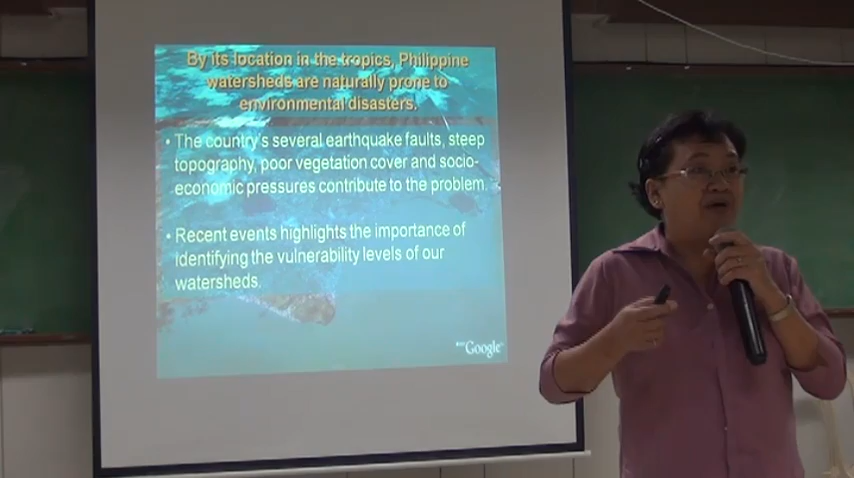 By its location in the tropics, Philippine
watersheds are naturally prone to
environmental disasters.
• The country's several earthquake faults, steep
topography, poor vegetation cover and socio-
economic pressures contribute to the problem.
• Recent events highlights the importance of
identifying the vulnerability levels of our
watersheds.
Google